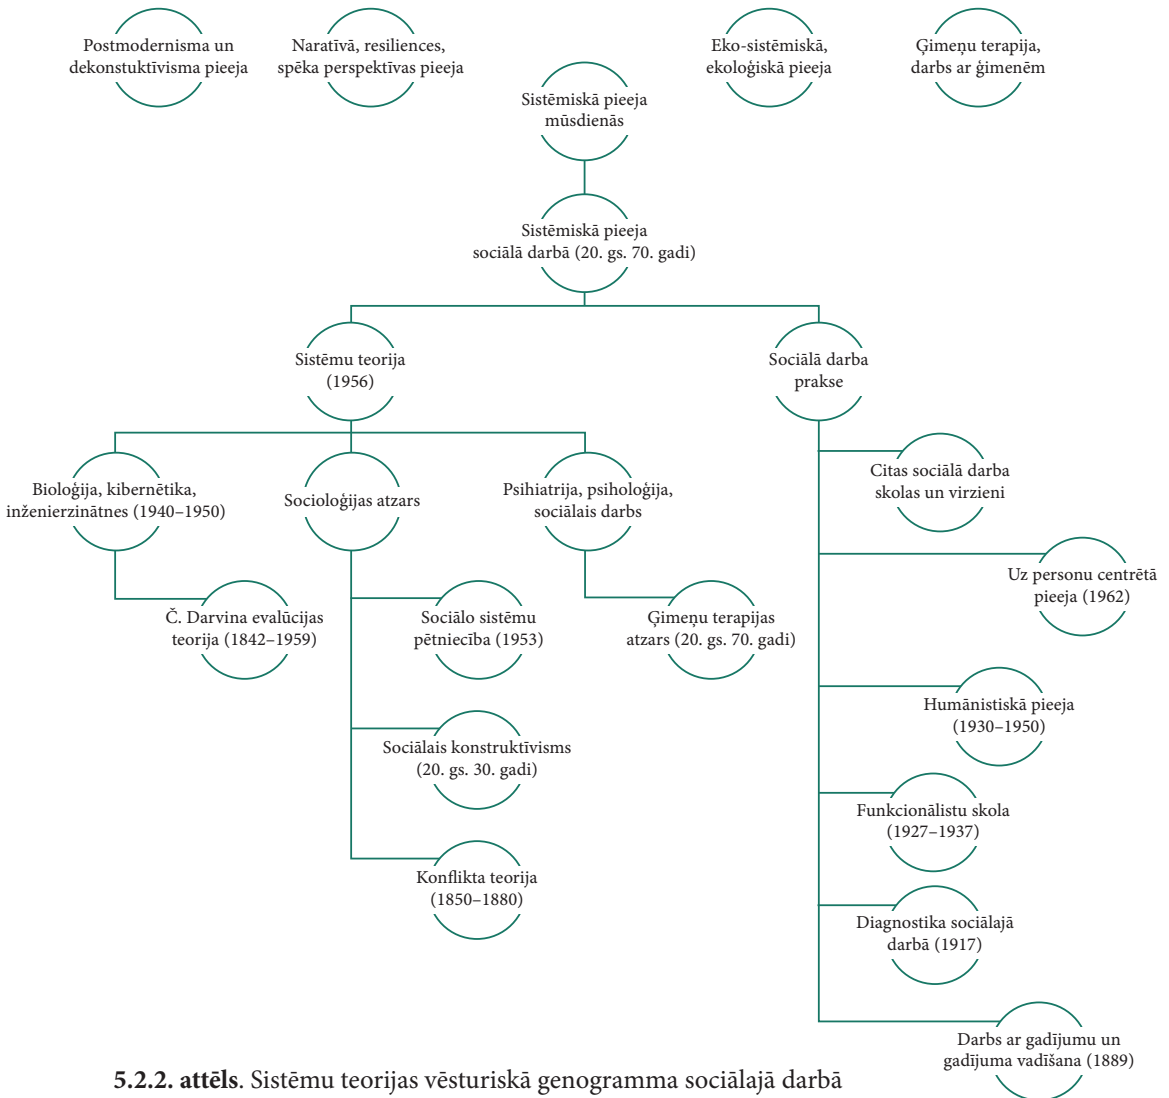 Postmodernisma un
dekonstuktīvisma pieeja
Naratīvā, resiliences,
spēka perspektīvas pieeja
Eko-sistēmiskā,
ekoloģiskā pieeja
Ģimeņu terapija,
darbs ar ģimenēm
Sistēmiskā pieeja
mūsdienās
Sistēmiskā pieeja
sociālā darbā (20. gs. 70. gadi)
Sistēmu teorija
(1956)
Sociālā darba
prakse
Bioloģija, kibernētika,
inženierzinātnes (1940–1950)
Socioloģijas atzars
Psihiatrija, psiholoģija,
sociālais darbs
Citas sociālā darba
skolas un virzieni
Uz personu centrētā
pieeja (1962)
Č. Darvina evalūcijas
teorija (1842–1959)
Sociālo sistēmu
pētniecība (1953)
Ģimeņu terapijas
atzars (20. gs. 70. gadi)
Humānistiskā pieeja
(1930–1950)
Sociālais konstruktīvisms
(20. gs. 30. gadi)
Funkcionālistu skola
(1927–1937)
Konflikta teorija
(1850–1880)
Diagnostika sociālajā
darbā (1917)
Darbs ar gadījumu un
gadījuma vadīšana (1889)
5.2.2. attēls. Sistēmu teorijas vēsturiskā genogramma sociālajā darbā